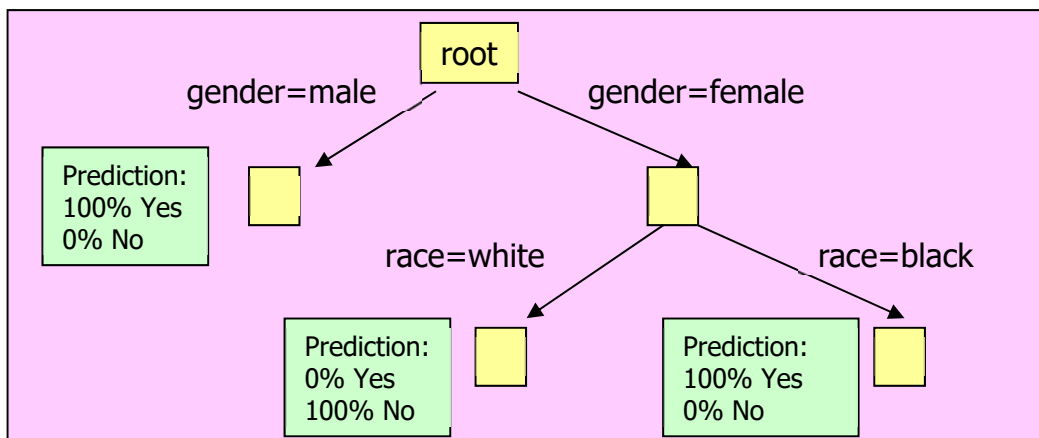 root
gender=male
gender=female
Prediction:
100% Yes
0% No
race=white
race=black
Prediction:
0% Yes
100% No
Prediction:
100% Yes
0% No